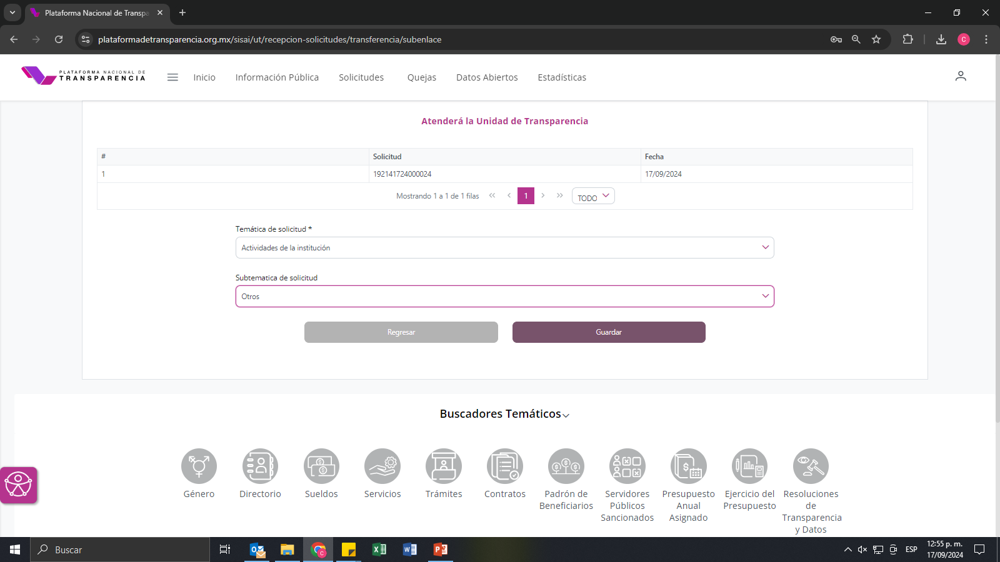 Plataforma Nacional de Transpa
plataformadetransparencia.org.mx/sisai/ut/recepcion-solicitudes/transferencia/subenlace
C
PLATAFORMA NACIONAL DE
TRANSPARENCIA
Inicio
Información Pública
Solicitudes
Quejas
Datos Abiertos
Estadísticas
Atenderá la Unidad de Transparencia
# Solicitud Fecha
1 192141724000024 17/09/2024
Mostrando 1 a 1 de 1 filas
1
TODO
Temática de solicitud *
Actividades de la institución
Subtematica de solicitud
Otros
Regresar
Guardar
Buscadores Temáticos
Género
Directorio
Sueldos
Servicios
Trámites
Contratos
Padrón de
Beneficiarios
Servidores
Públicos
Sancionados
Presupuesto
Anual
Asignado
Ejercicio del
Presupuesto
Resoluciones
de
Transparencia
y Datos
Buscar
ESP
12:55 p. m.
17/09/2024